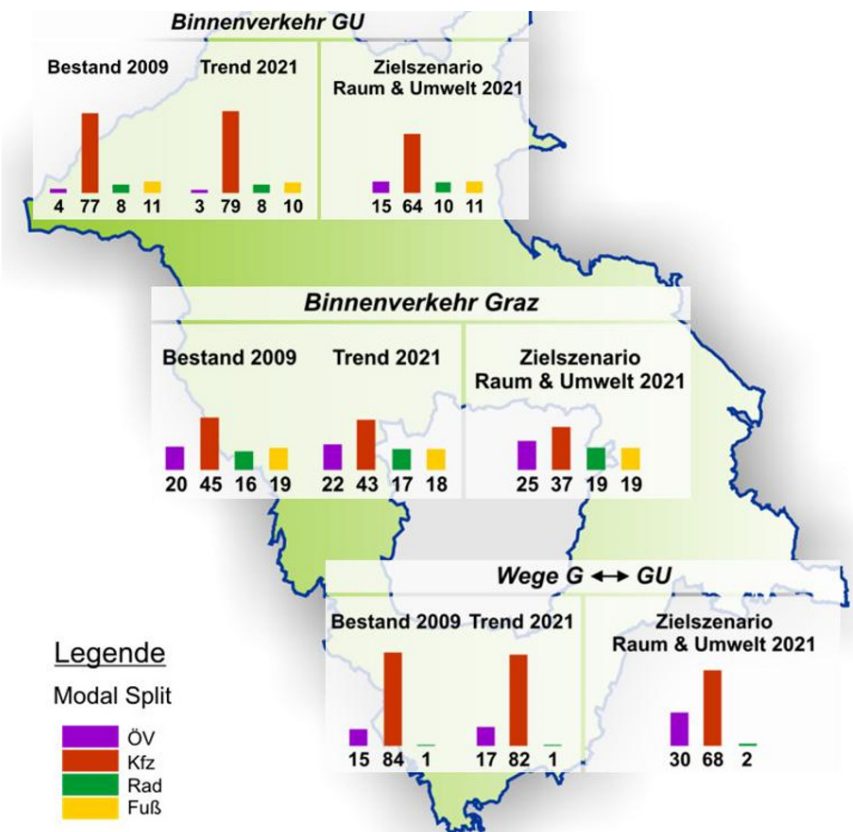 Binnenverkehr GU
Bestand 2009 Trend 2021 Zielszenario
Raum & Umwelt 2021
4 77 8 11 3 79 8 10 15 64 10 11
Binnenverkehr Graz
Bestand 2009 Trend 2021 Zielszenario
Raum & Umwelt 2021
20 45 16 19 22 43 17 18 25 37 19 19
Wege G ↔ GU
Bestand 2009 Trend 2021 Zielszenario
Raum & Umwelt 2021
15 84 1 17 82 1 30 68 2
Legende
Modal Split
ÖV
Kfz
Rad
Fuß